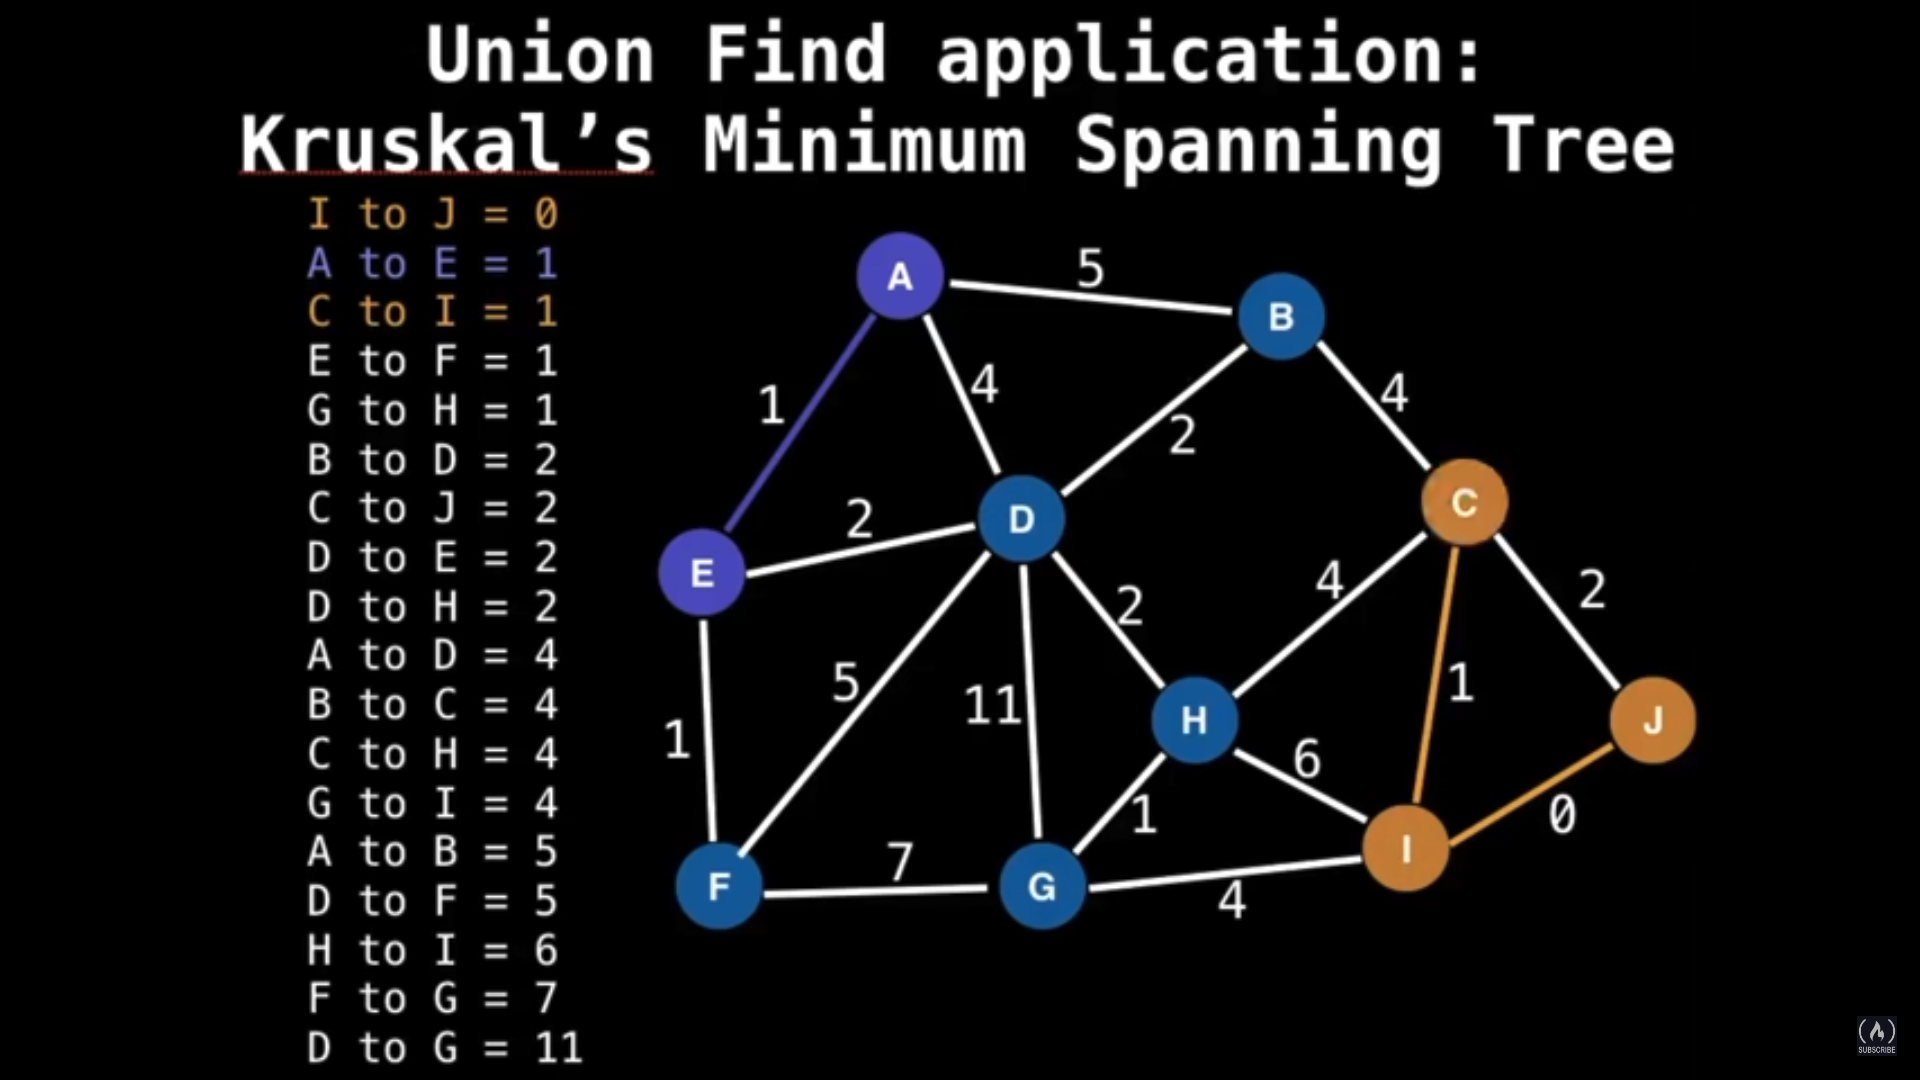 Union Find application:
Kruskal’s Minimum Spanning Tree
I to J = 0
A to E = 1
C to I = 1
E to F = 1
G to H = 1
B to D = 2
C to J = 2
D to E = 2
D to H = 2
A to D = 4
B to C = 4
C to H = 4
G to I = 4
A to B = 5
D to F = 5
H to I = 6
F to G = 7
D to G = 11
A
5
B
1
4
2
4
E
2
D
C
1
5
11
2
4
1
2
H
6
J
F
7
G
1
4
I
0
SUBSCRIBE